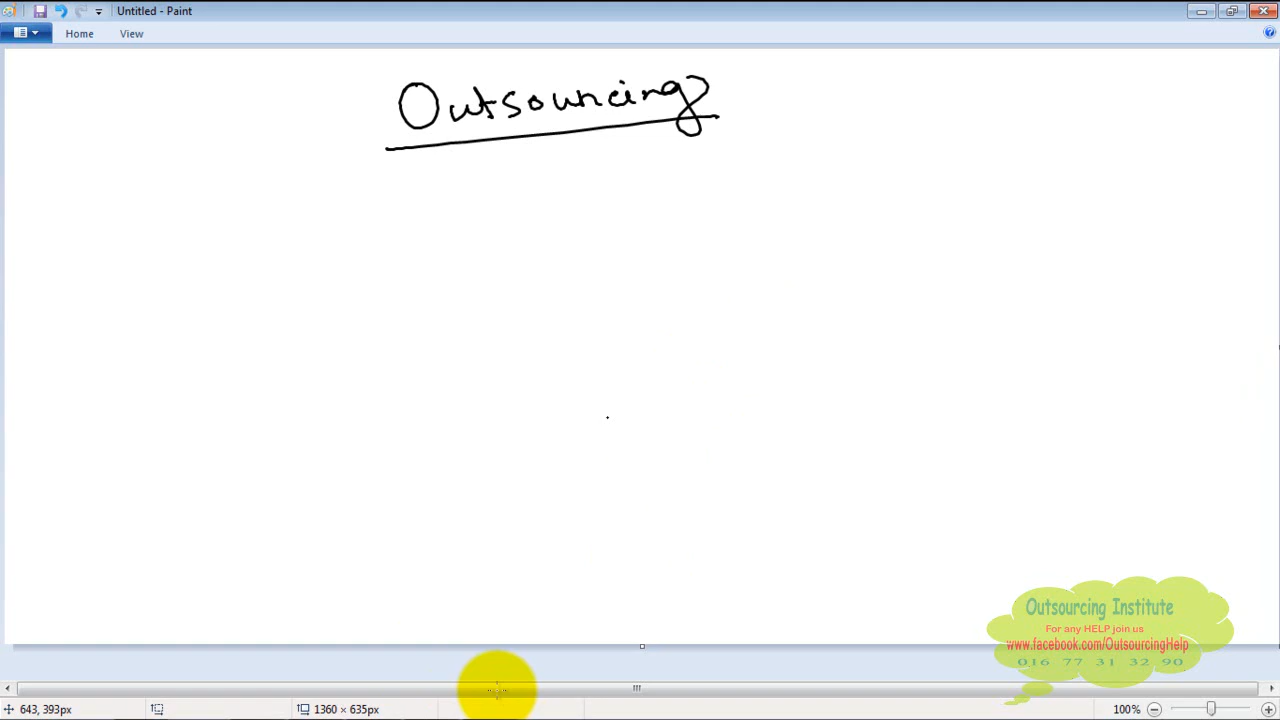 Untitled - Paint
Home View
Outsourcing
Outsourcing Institute
For any HELP join us
www.facebook.com/OutsourcingHelp
016 77 31 32 90
643, 393px 1360 × 635px 100%